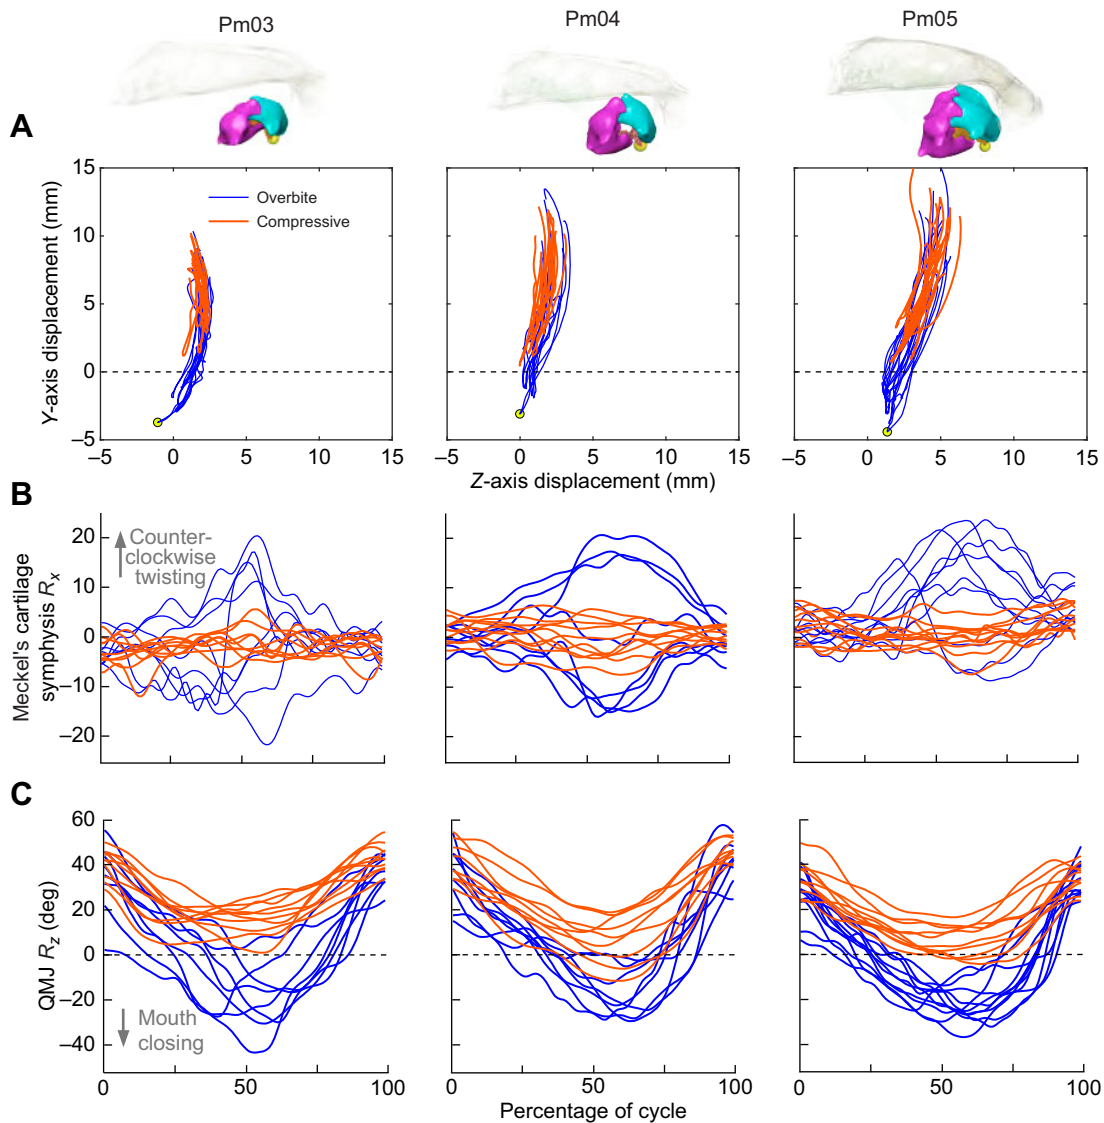 Pm03
Pm04
Pm05
A
Y-axis displacement (mm)
15
10
5
0
–5
Overbite
Compressive
–5
0
5
10
15
–5
0
5
10
15
–5
0
5
10
15
Z-axis displacement (mm)
B
Meckel's cartilage
symphysis Rx
20
10
0
–10
–20
Counter-
clockwise
twisting
C
QMJ Rz (deg)
60
40
20
0
–20
–40
Mouth
closing
0
50
100
0
50
100
0
50
100
Percentage of cycle